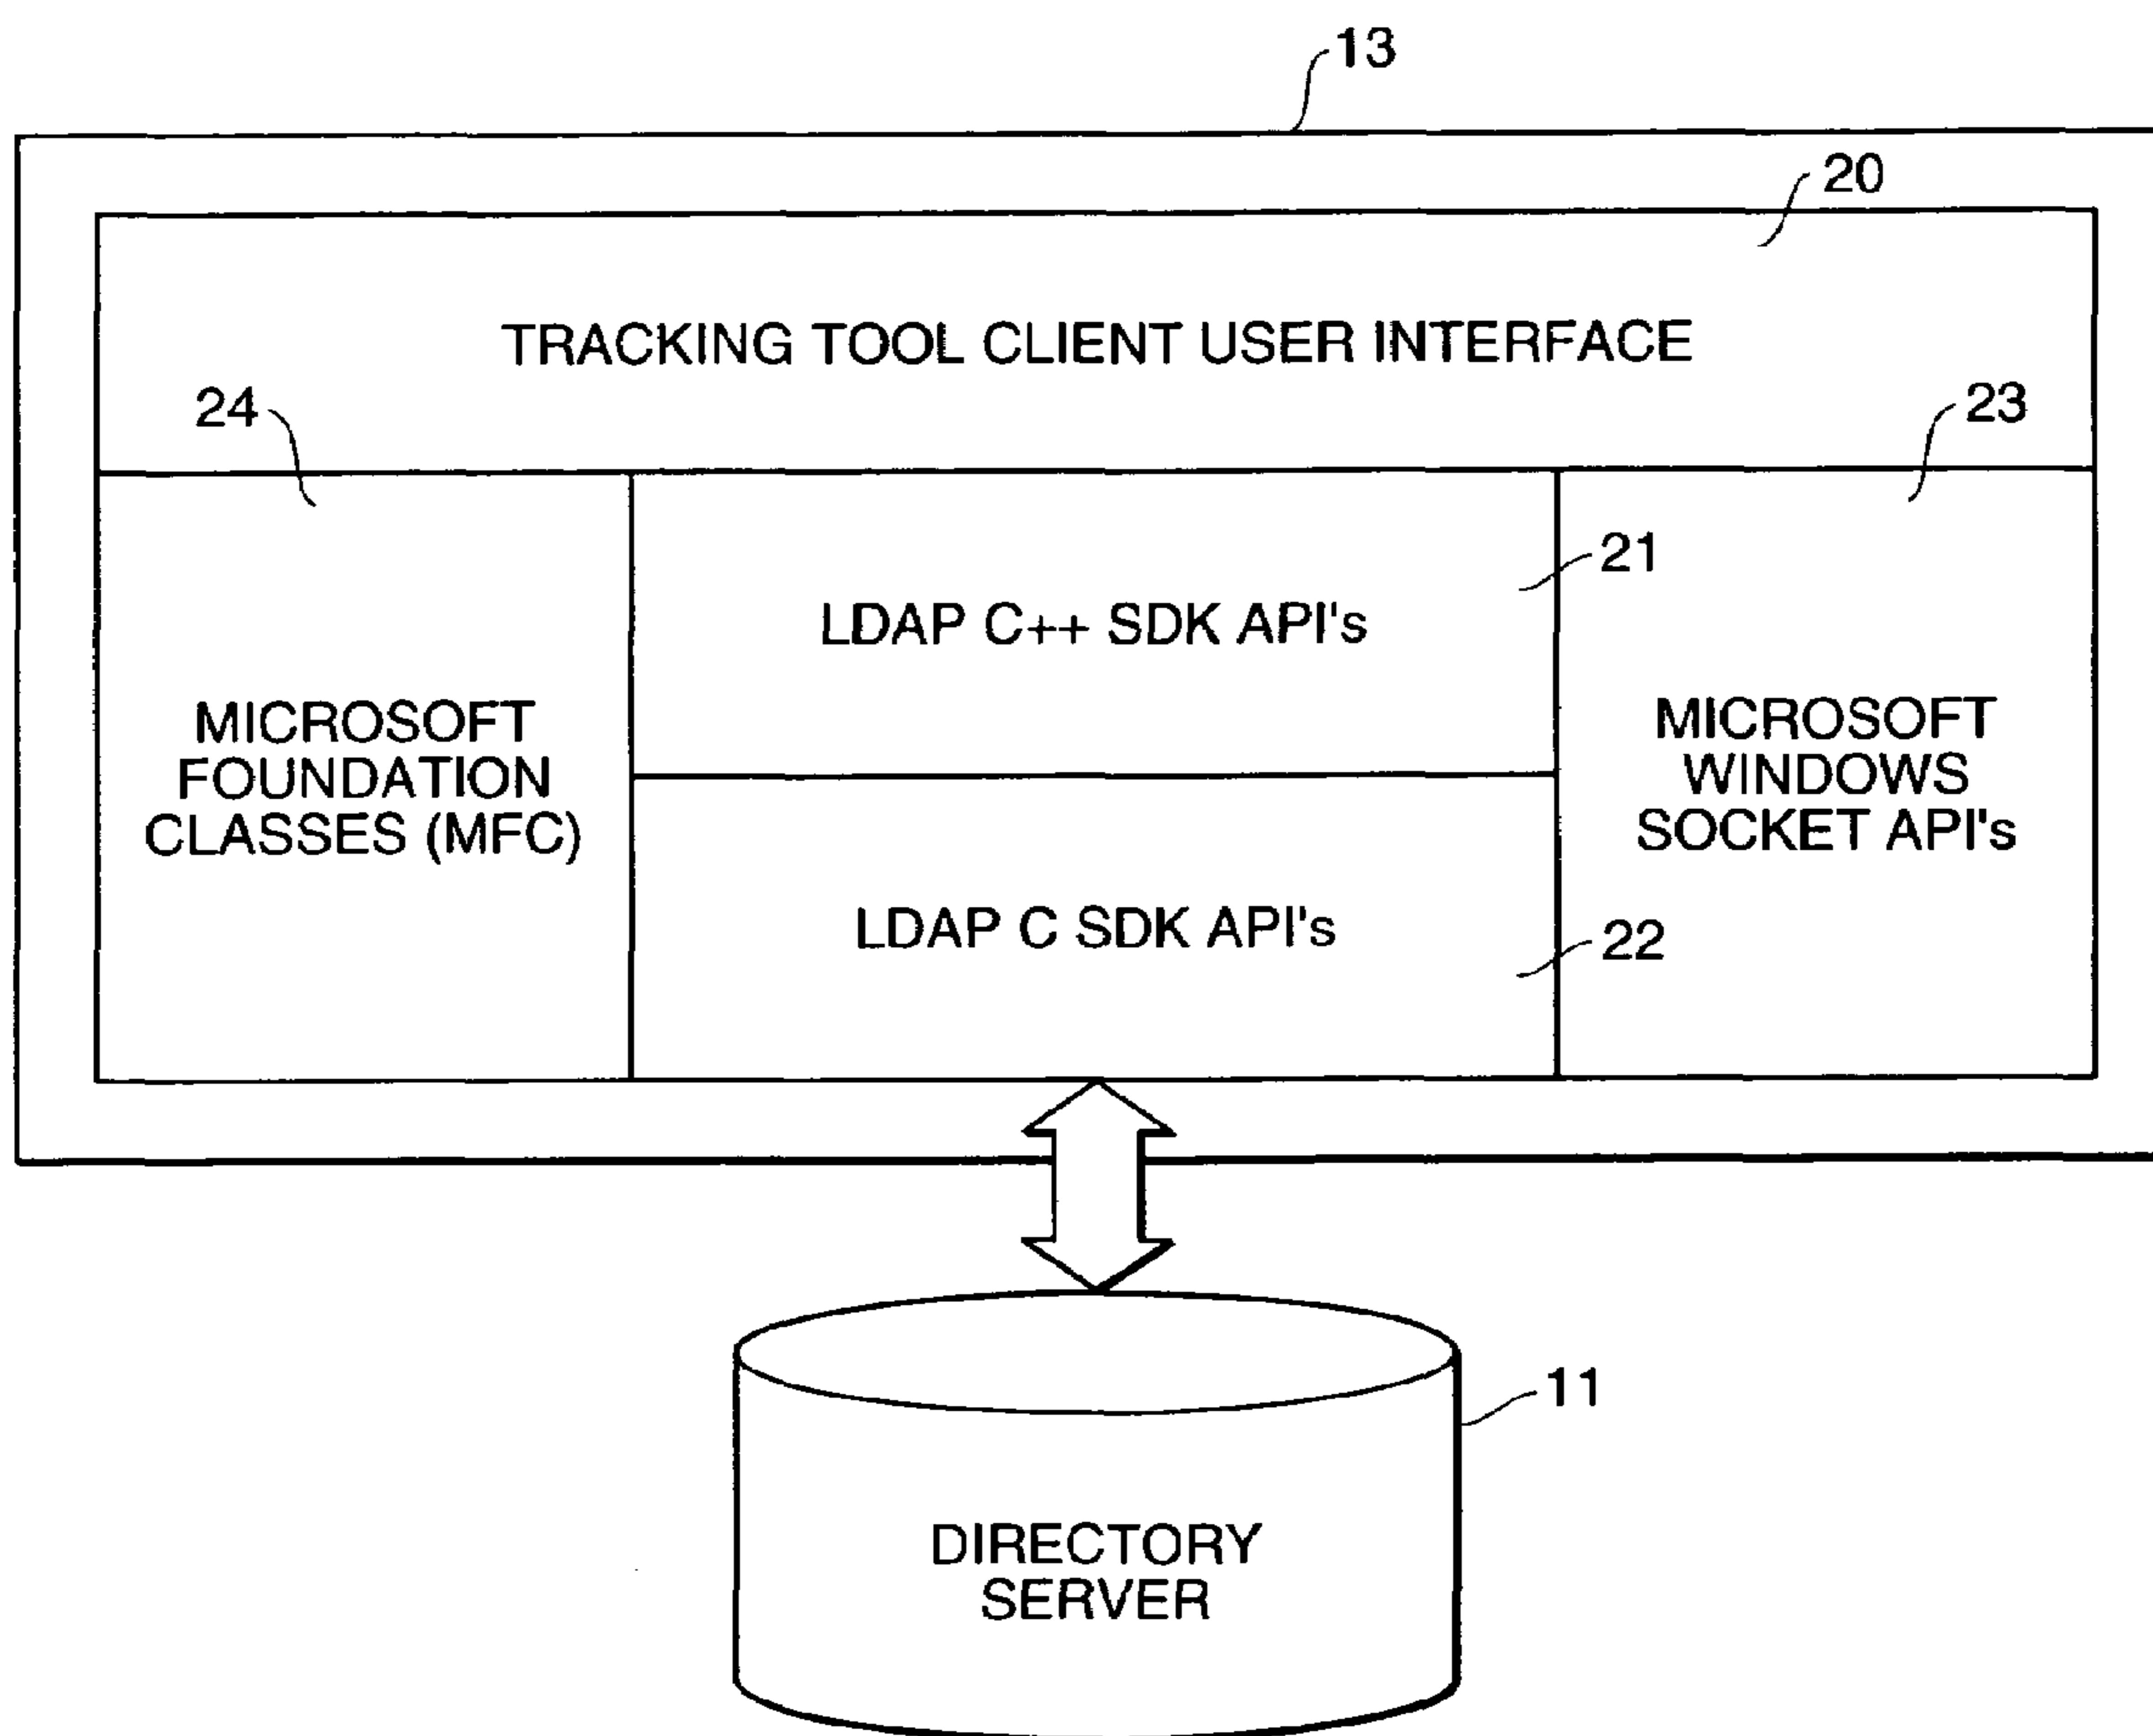 13
20
TRACKING TOOL CLIENT USER INTERFACE
24
23
21
LDAP C++ SDK API's
MICROSOFT
FOUNDATION
CLASSES (MFC)
MICROSOFT
WINDOWS
SOCKET API's
LDAP C SDK API's
22
11
DIRECTORY
SERVER